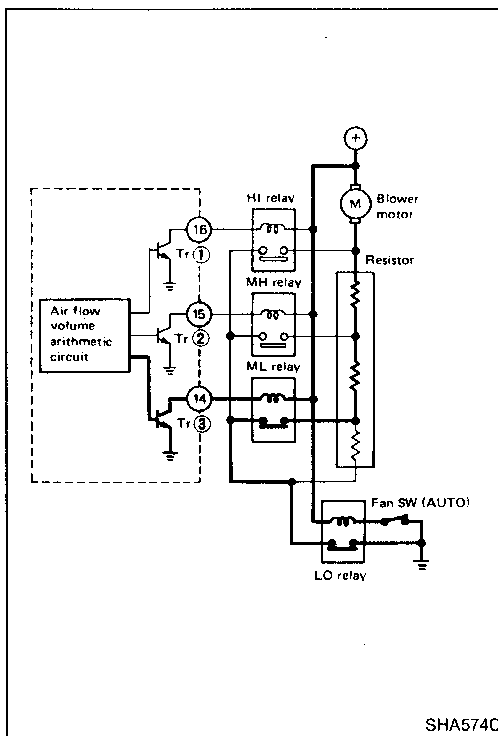 +
HI relay
M
Blower
motor
16
Tr 1
Resistor
MH relay
Air flow
volume
arithmetic
circuit
15
Tr 2
ML relay
14
Tr 3
Fan SW (AUTO)
LO relay
SHA574C